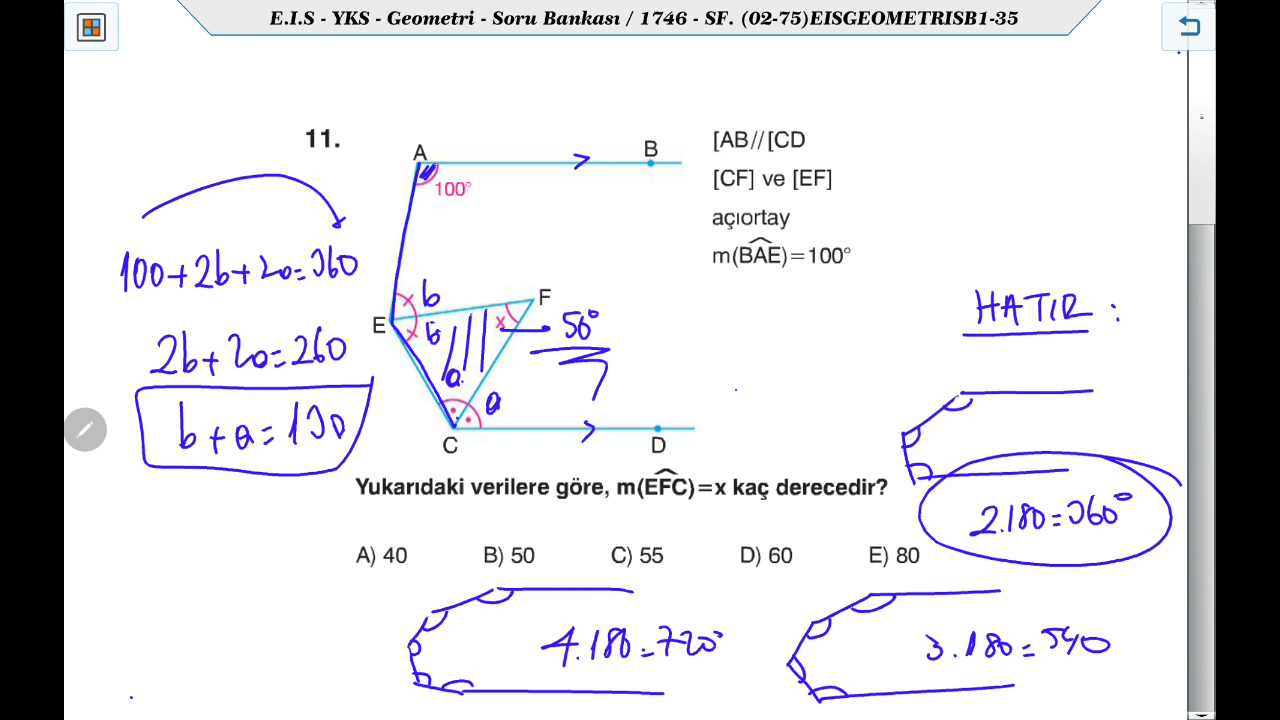 E.I.S - YKS - Geometri - Soru Bankası / 1746 - SF. (02-75)EISGEOMETRISB1-35
11.
A
B
100°
[AB//[CD
[CF] ve [EF]
açıortay
m(BAE)=100°
100+2b+2a=360
2b+2a=260
b+a=130
E
x
b
x
b
F
x
50°
a
a
C
D
HATIR :
2.180=360°
Yukarıdaki verilere göre, m(EFC)=x kaç derecedir?
A) 40 B) 50 C) 55 D) 60 E) 80
4.180=720°
3.180=540